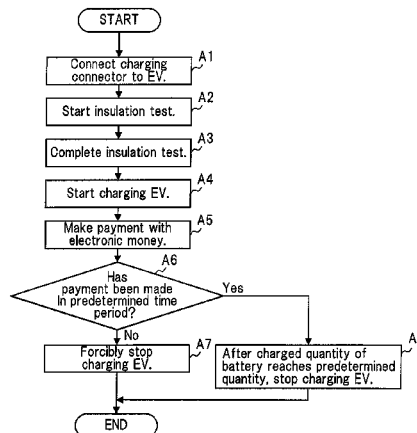 START
A1
Connect charging
connector to EV.
A2
Start insulation test.
A3
Complete insulation test.
A4
Start charging EV.
A5
Make payment with
electronic money.
A6
Has
payment been made
In predetermined time
period?
Yes
No
A7
Forcibly stop
charging EV.
A
After charged quantity of
battery reaches predetermined
quantity, stop charging EV.
END